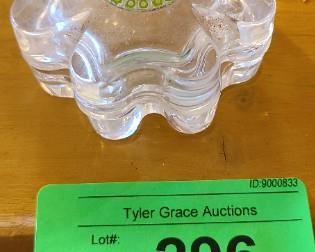 ID:9000833
Tyler Grace Auctions
Lot#: